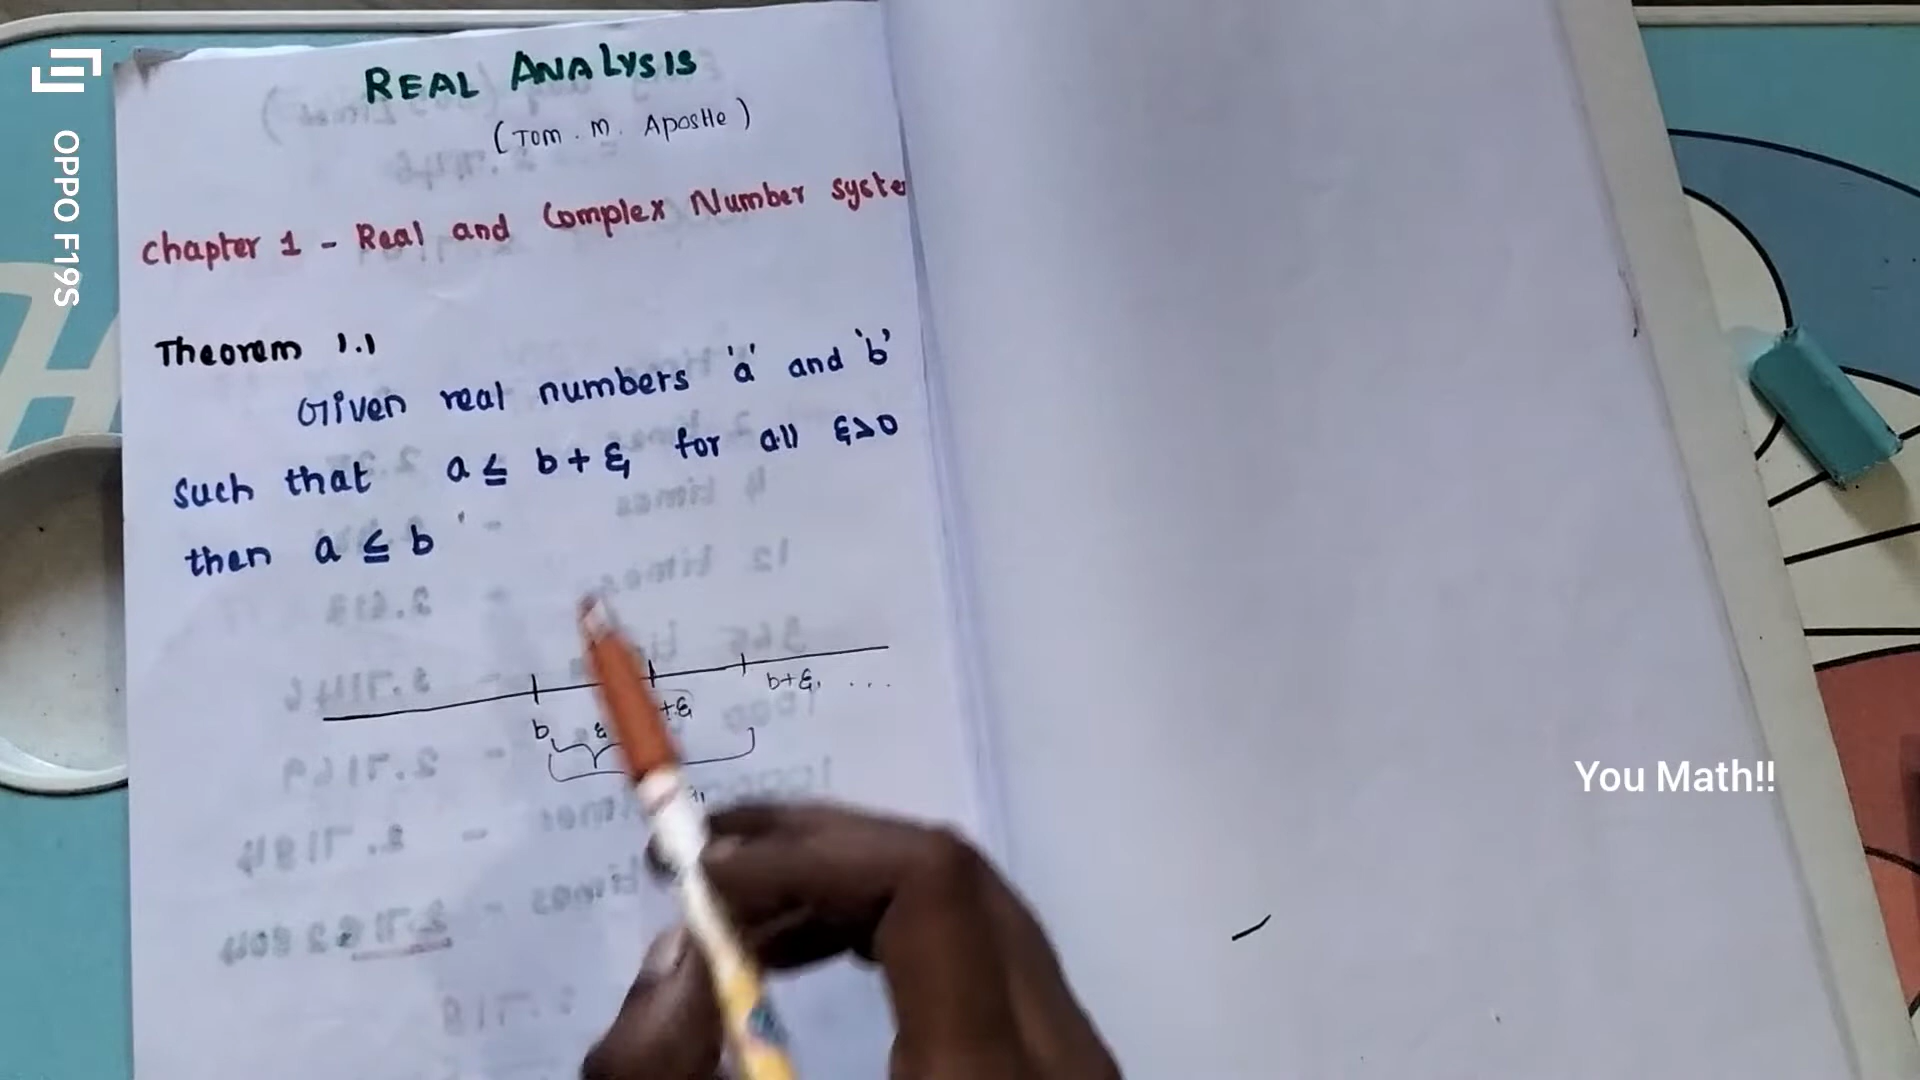 REAL ANALYSIS
(Tom. M. Apostle)
Chapter 1 - Real and Complex Number syste
Theorem 1.1
Given real numbers 'a' and 'b'
such that a ≤ b + ε, for all ε>0
then a ≤ b
b+ε, ...
+ε
b
ε
OPPO F19S
You Math!!